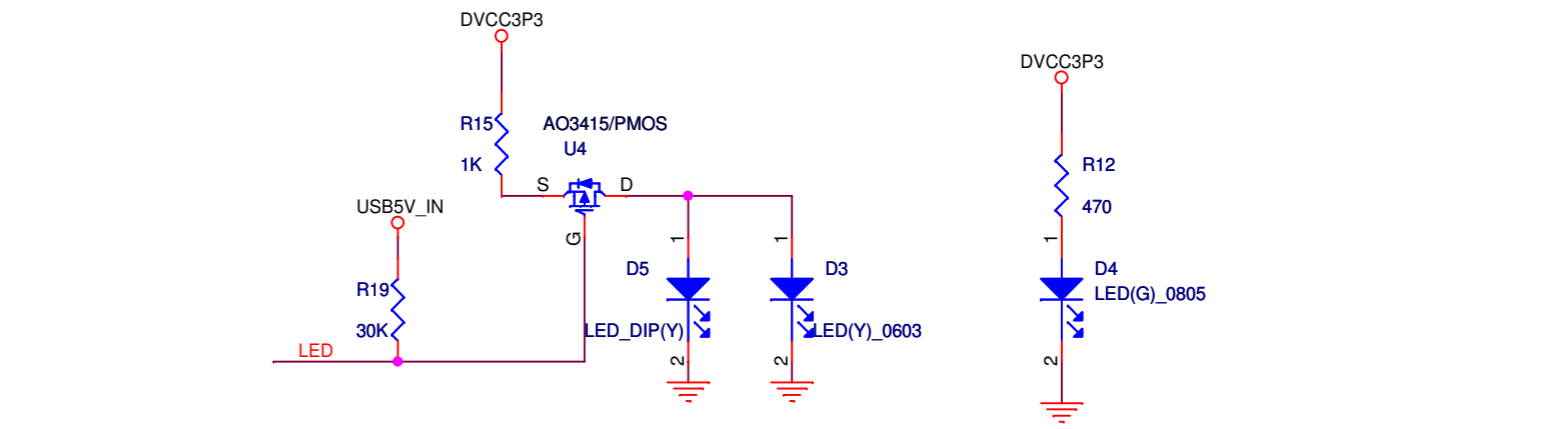 DVCC3P3
DVCC3P3
R15
AO3415/PMOS
U4
1K
R12
S
D
470
USB5V_IN
G
1
1
1
D5
D3
D4
R19
LED(G)_0805
30K
LED_DIP(Y)
LED(Y)_0603
LED
2
2
2